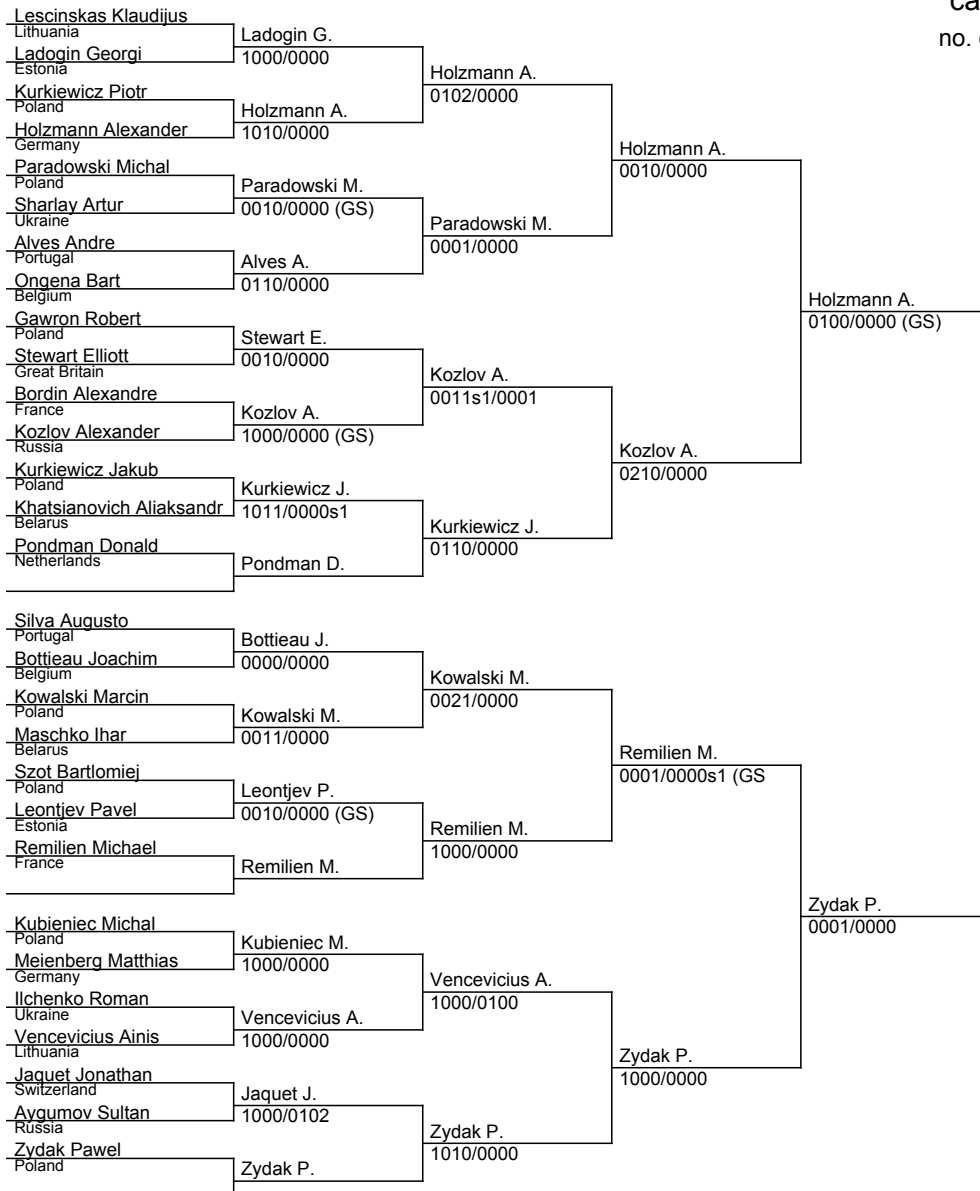 ca
no.
Lescinskas Klaudijus
Lithuania
Ladogin Georgi
Estonia
Kurkiewicz Piotr
Poland
Holzmann Alexander
Germany
Paradowski Michal
Poland
Sharlay Artur
Ukraine
Alves Andre
Portugal
Ongena Bart
Belgium
Gawron Robert
Poland
Stewart Elliott
Great Britain
Bordin Alexandre
France
Kozlov Alexander
Russia
Kurkiewicz Jakub
Poland
Khatsianovich Aliaksandr
Belarus
Pondman Donald
Netherlands
Silva Augusto
Portugal
Bottieau Joachim
Belgium
Kowalski Marcin
Poland
Maschko Ihar
Belarus
Szot Bartlomiej
Poland
Leontjev Pavel
Estonia
Remilien Michael
France
Kubieniec Michal
Poland
Meienberg Matthias
Germany
Ilchenko Roman
Ukraine
Vencevicius Ainis
Lithuania
Jaquet Jonathan
Switzerland
Aygumov Sultan
Russia
Zydak Pawel
Poland
Ladogin G.
1000/0000
Holzmann A.
1010/0000
Paradowski M.
0010/0000 (GS)
Alves A.
0110/0000
Stewart E.
0010/0000
Kozlov A.
1000/0000 (GS)
Kurkiewicz J.
1011/0000s1
Pondman D.
Bottieau J.
0000/0000
Kowalski M.
0011/0000
Leontjev P.
0010/0000 (GS)
Remilien M.
Kubieniec M.
1000/0000
Vencevicius A.
1000/0000
Jaquet J.
1000/0102
Zydak P.
Holzmann A.
0102/0000
Paradowski M.
0001/0000
Kozlov A.
0011s1/0001
Kurkiewicz J.
0110/0000
Kowalski M.
0021/0000
Remilien M.
1000/0000
Vencevicius A.
1000/0100
Zydak P.
1010/0000
Holzmann A.
0010/0000
Kozlov A.
0210/0000
Remilien M.
0001/0000s1 (GS
Zydak P.
1000/0000
Holzmann A.
0100/0000 (GS)
Zydak P.
0001/0000